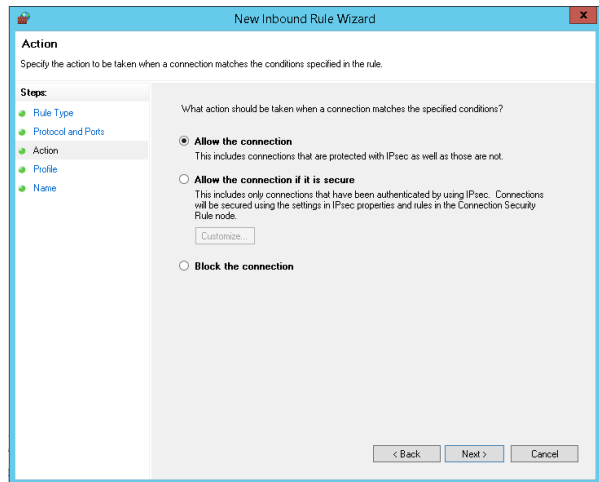 New Inbound Rule Wizard
x
Action
Specify the action to be taken when a connection matches the conditions specified in the rule.
Steps:
Rule Type
Protocol and Ports
Action
Profile
Name
What action should be taken when a connection matches the specified conditions?
Allow the connection
This includes connections that are protected with IPsec as well as those are not.
Allow the connection if it is secure
This includes only connections that have been authenticated by using IPsec. Connections
will be secured using the settings in IPsec properties and rules in the Connection Security
Rule node.
Customize...
Block the connection
< Back
Next >
Cancel